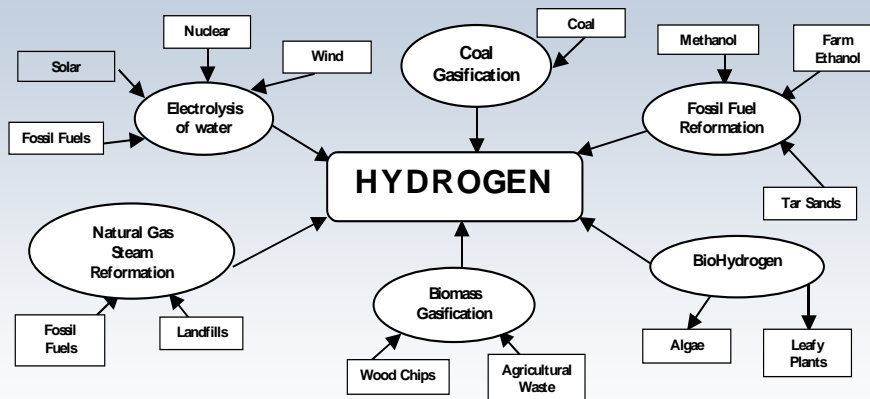 Nuclear
Solar
Wind
Electrolysis
of water
Fossil Fuels
Coal
Coal
Gasification
Methanol
Farm
Ethanol
Fossil Fuel
Reformation
Tar Sands
HYDROGEN
Natural Gas
Steam
Reformation
Fossil
Fuels
Landfills
Biomass
Gasification
Wood Chips
Agricultural
Waste
BioHydrogen
Algae
Leafy
Plants